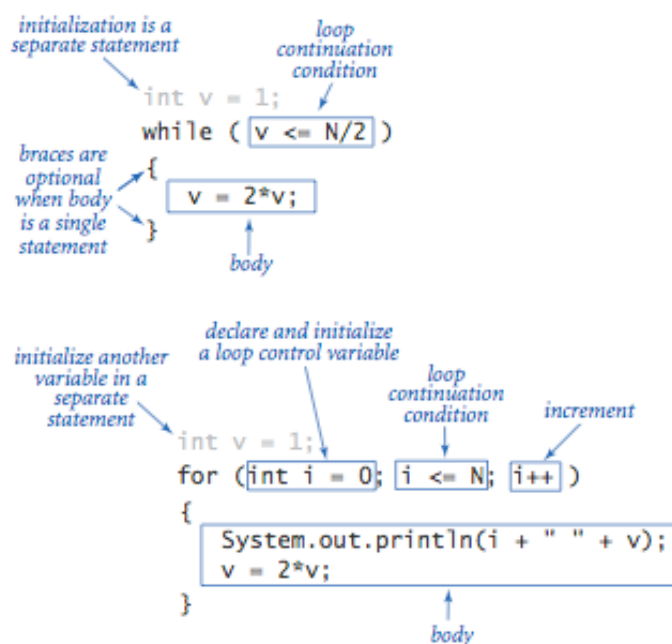 initialization is a
separate statement
loop
continuation
condition
int v = 1;
while ( v <= N/2 )
braces are
optional
when body
is a single
statement
{
v = 2*v;
}
body
declare and initialize
a loop control variable
initialize another
variable in a
separate
statement
loop
continuation
condition
increment
int v = 1;
for (int i = 0; i <= N; i++ )
{
System.out.println(i + " " + v);
v = 2*v;
}
body